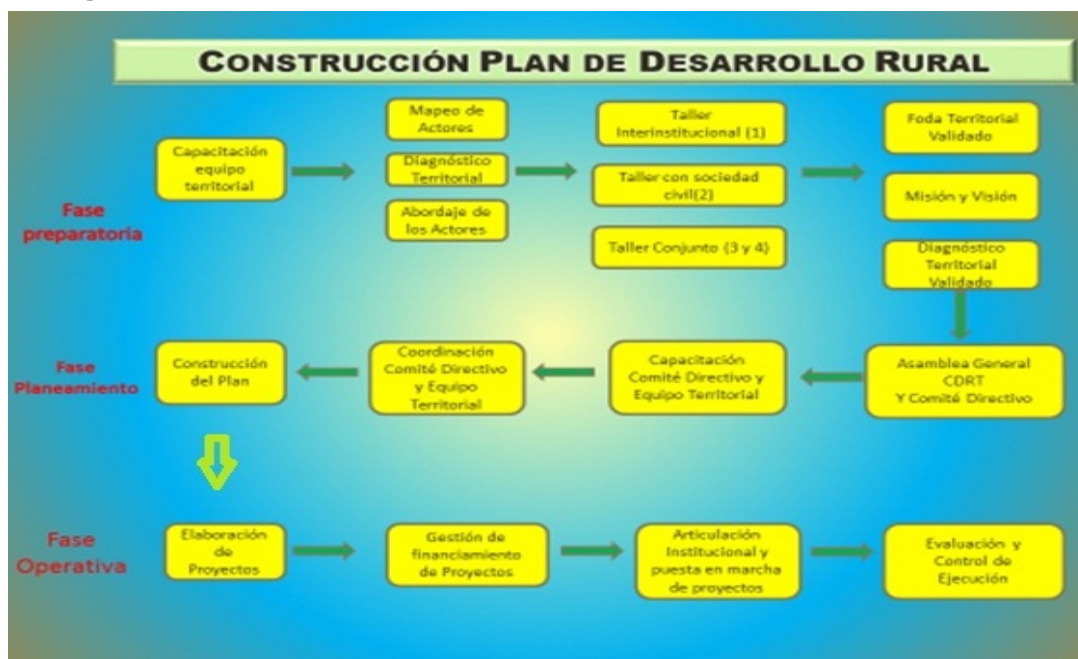 CONSTRUCCIÓN PLAN DE DESARROLLO RURAL
Fase
preparatoria
Capacitación
equipo
territorial
Mapeo de
Actores
Diagnóstico
Territorial
Abordaje de
los Actores
Taller
Interinstitucional (1)
Taller con sociedad
civil(2)
Taller Conjunto (3 y 4)
Foda Territorial
Validado
Misión y Visión
Diagnóstico
Territorial
Validado
Fase
Planeamiento
Construcción
del Plan
Coordinación
Comité Directivo
y Equipo
Territorial
Capacitación
Comité Directivo y
Equipo Territorial
Asamblea General
CDRT
Y Comité Directivo
Fase
Operativa
Elaboración
de
Proyectos
Gestión de
financiamiento
de Proyectos
Articulación
Institucional y
puesta en marcha
de proyectos
Evaluación y
Control de
Ejecución